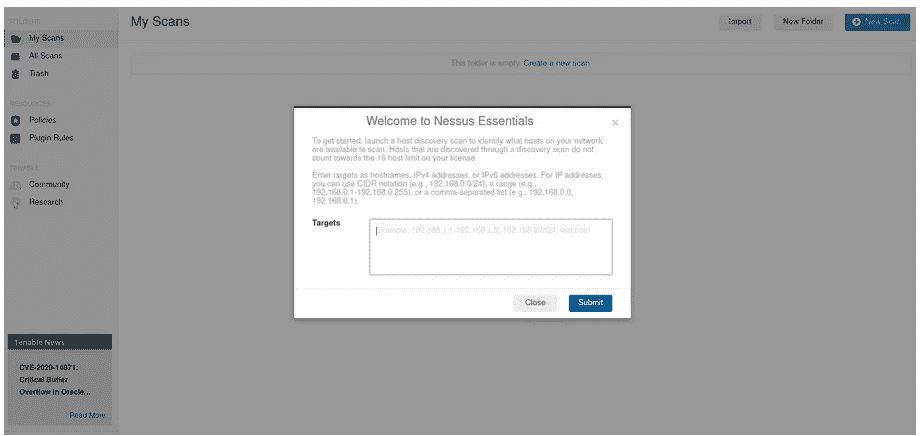 FOLDERS
My Scans
All Scans
Trash
RESOURCES
Policies
Plugin Rules
TENABLE
Community
Research
Tenable News
CVE-2020-14871:
Critical Buffer
Overflow in Oracle...
Read More
My Scans
Import
New Folder
New Scan
This folder is empty. Create a new scan.
Welcome to Nessus Essentials
×
To get started, launch a host discovery scan to identify what hosts on your network
are available to scan. Hosts that are discovered through a discovery scan do not
count towards the 16 host limit on your license.
Enter targets as hostnames, IPv4 addresses, or IPv6 addresses. For IP addresses,
you can use CIDR notation (e.g., 192.168.0.0/24), a range (e.g.,
192.168.0.1-192.168.0.255), or a comma-separated list (e.g., 192.168.0.0,
192.168.0.1).
Targets
Example: 192.168.1.1-192.168.1.5, 192.168.2.0/24, test.com
Close
Submit